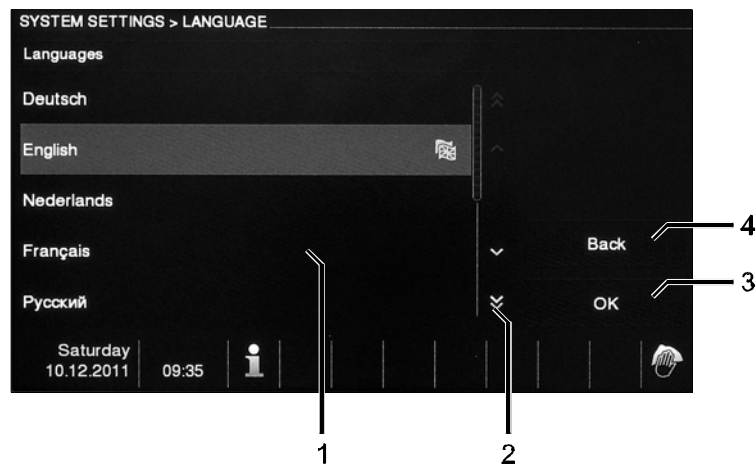 SYSTEM SETTINGS > LANGUAGE
Languages
Deutsch
English
Nederlands
Français
Русский
Back
OK
4
3
Saturday
10.12.2011
09:35
i
1
2